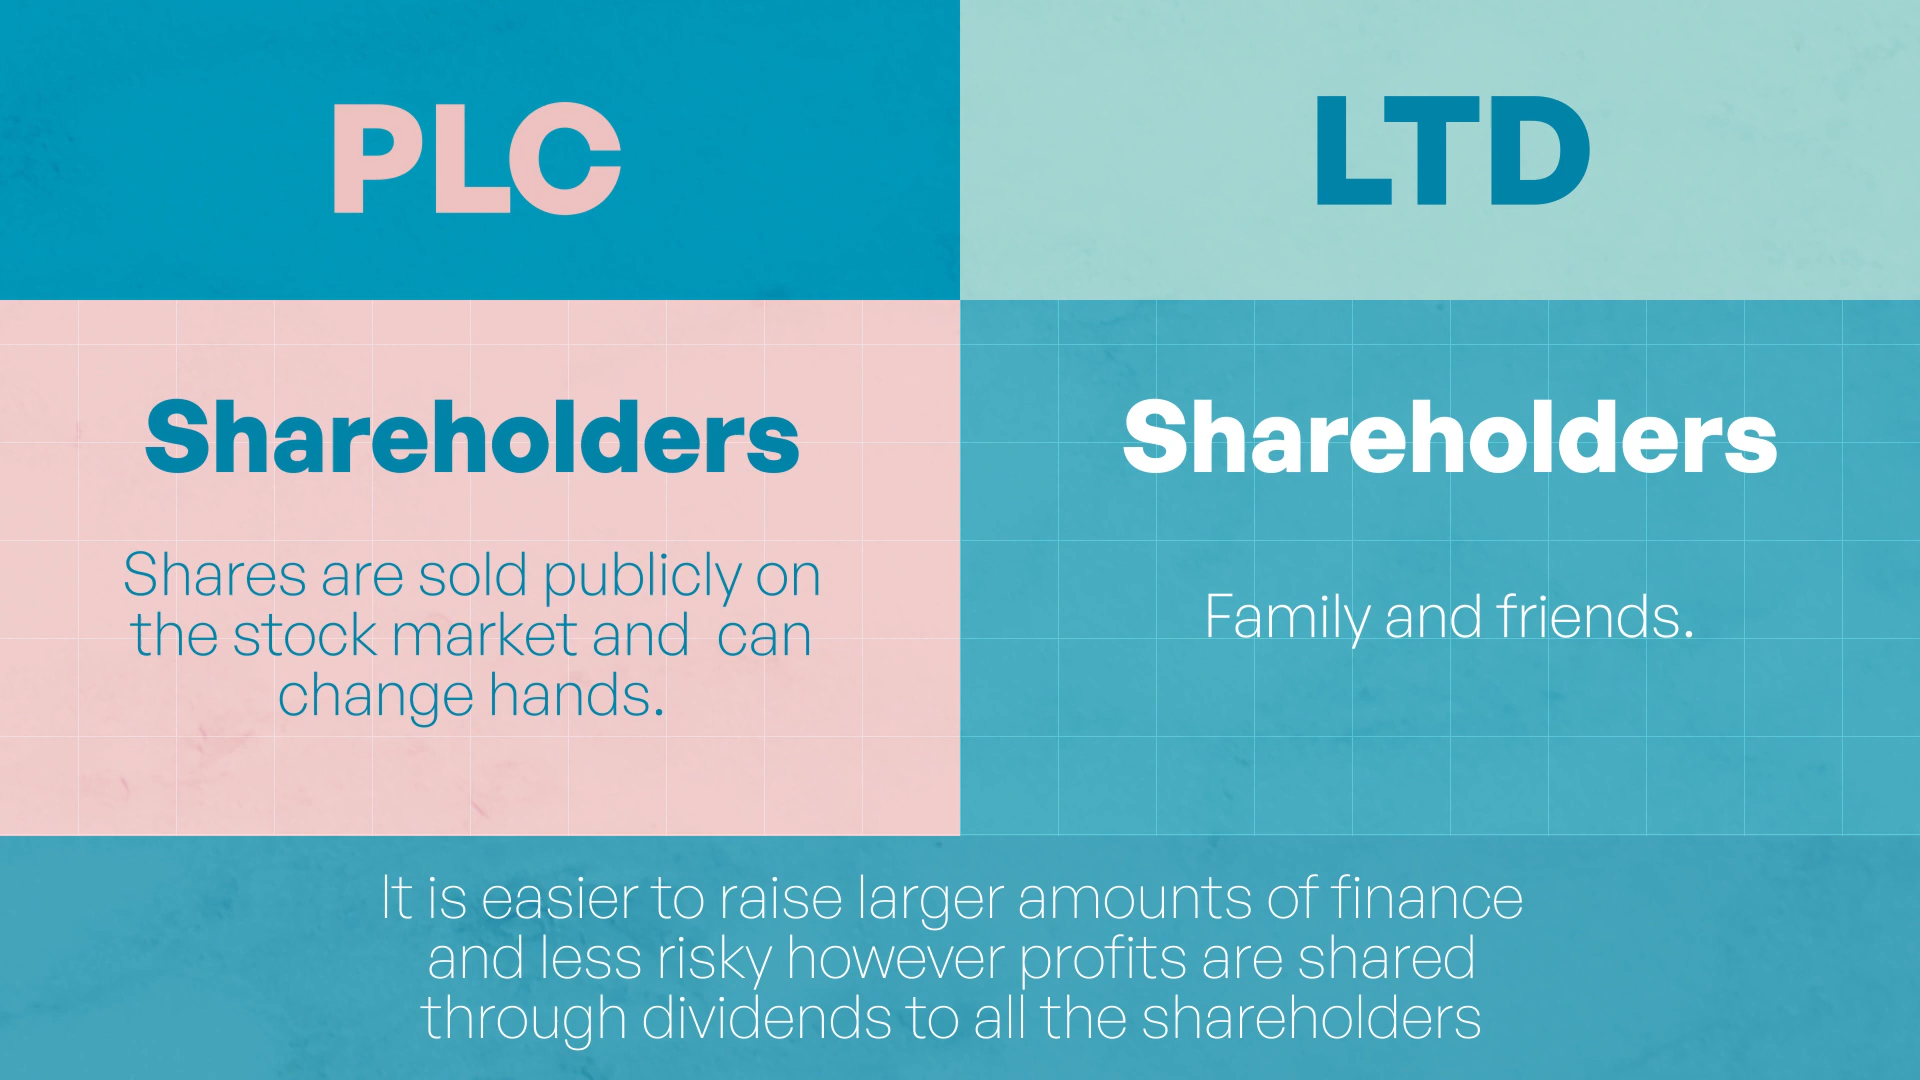 PLC
LTD
Shareholders
Shares are sold publicly on
the stock market and  can
change hands.
Shareholders
Family and friends.
It is easier to raise larger amounts of finance
and less risky however profits are shared
through dividends to all the shareholders